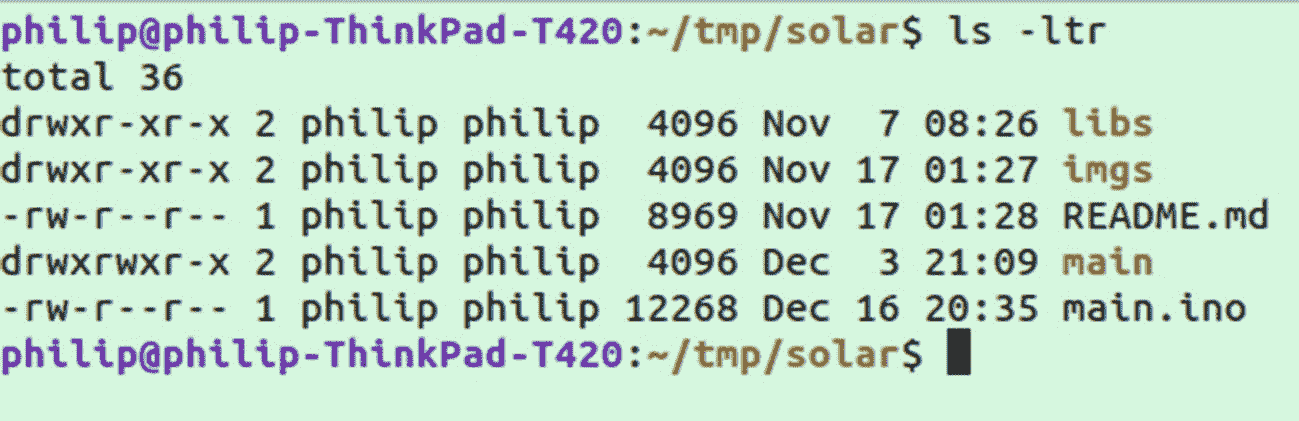 philip@philip-ThinkPad-T420:~/tmp/solar$ ls -ltr
total 36
drwxr-xr-x 2 philip philip  4096 Nov  7 08:26 libs
drwxr-xr-x 2 philip philip  4096 Nov 17 01:27 imgs
-rw-r--r-- 1 philip philip  8969 Nov 17 01:28 README.md
drwxrwxr-x 2 philip philip  4096 Dec  3 21:09 main
-rw-r--r-- 1 philip philip 12268 Dec 16 20:35 main.ino
philip@philip-ThinkPad-T420:~/tmp/solar$